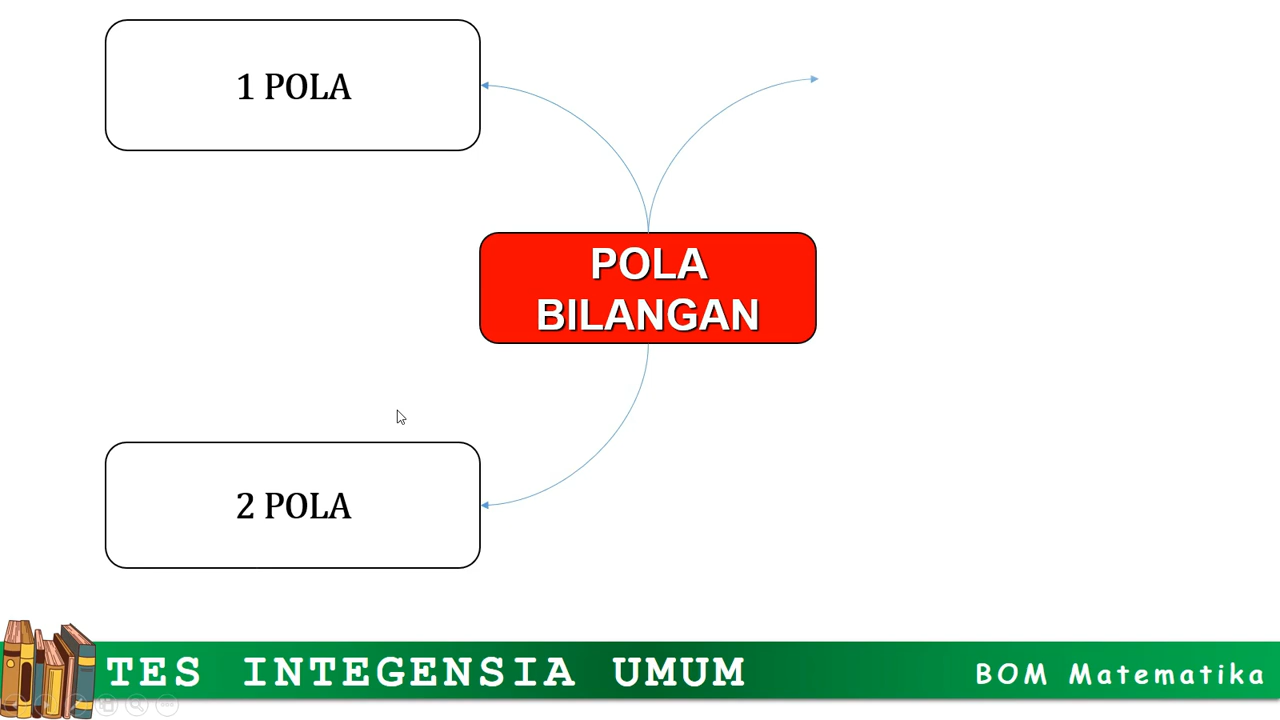 1 POLA
POLA
BILANGAN
2 POLA
TES INTEGENSIA UMUM
BOM Matematika